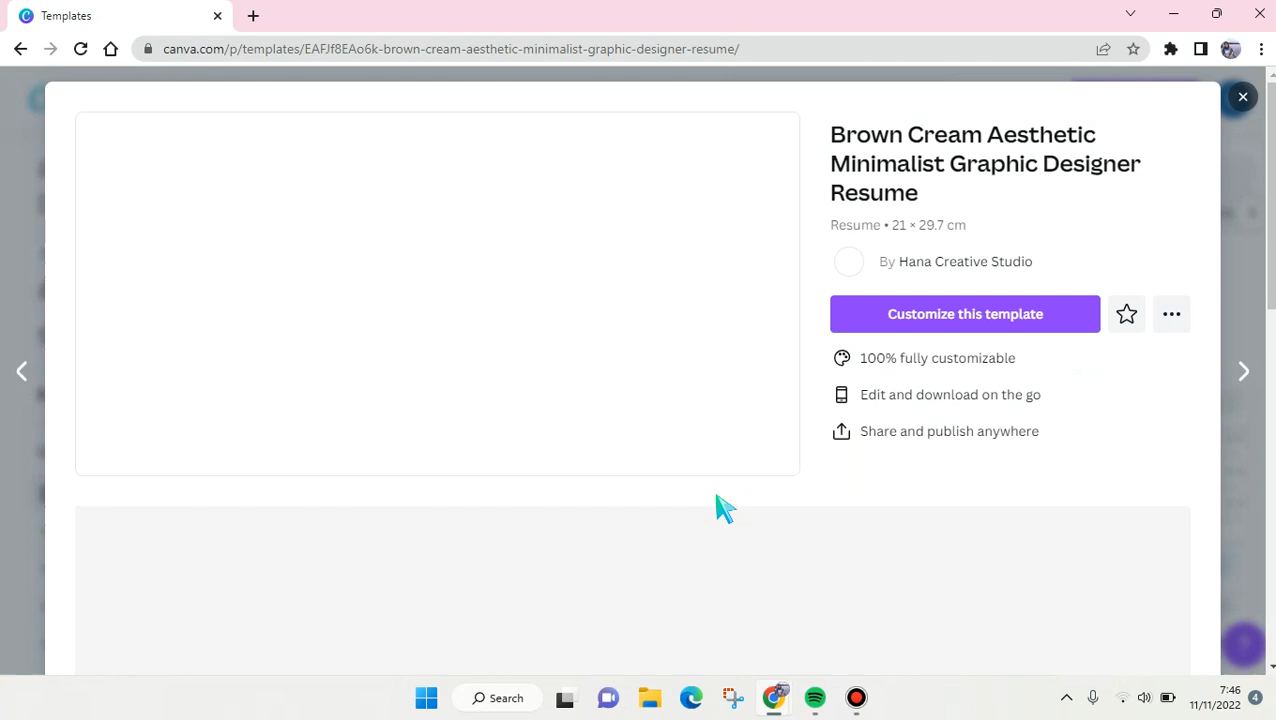 Templates
canva.com/p/templates/EAFJf8EAo6k-brown-cream-aesthetic-minimalist-graphic-designer-resume/
Brown Cream Aesthetic
Minimalist Graphic Designer
Resume
Resume • 21 × 29.7 cm
By Hana Creative Studio
Customize this template
100% fully customizable
Edit and download on the go
Share and publish anywhere
Search
7:46
11/11/2022
4